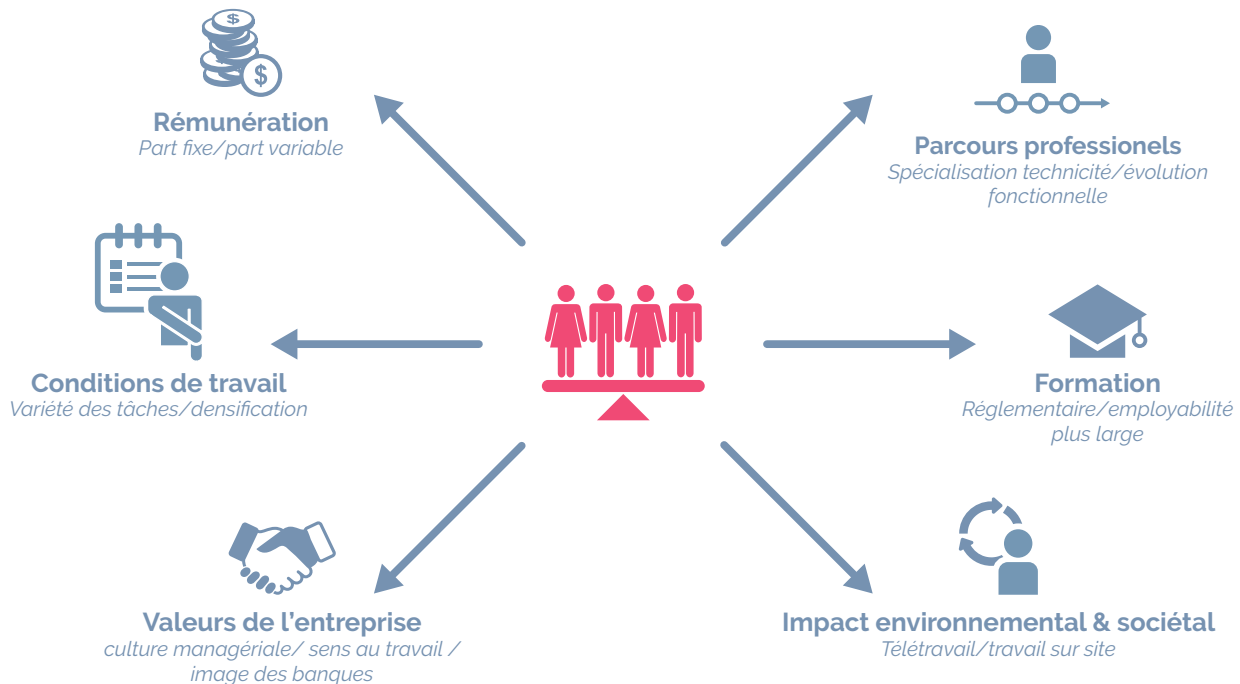 Rémunération
Part fixe/part variable
Parcours professionels
Spécialisation technicité/évolution
fonctionnelle
Conditions de travail
Variété des tâches/densification
Formation
Réglementaire/employabilité
plus large
Valeurs de l'entreprise
culture managériale/ sens au travail /
image des banques
Impact environnemental & sociétal
Télétravail/travail sur site